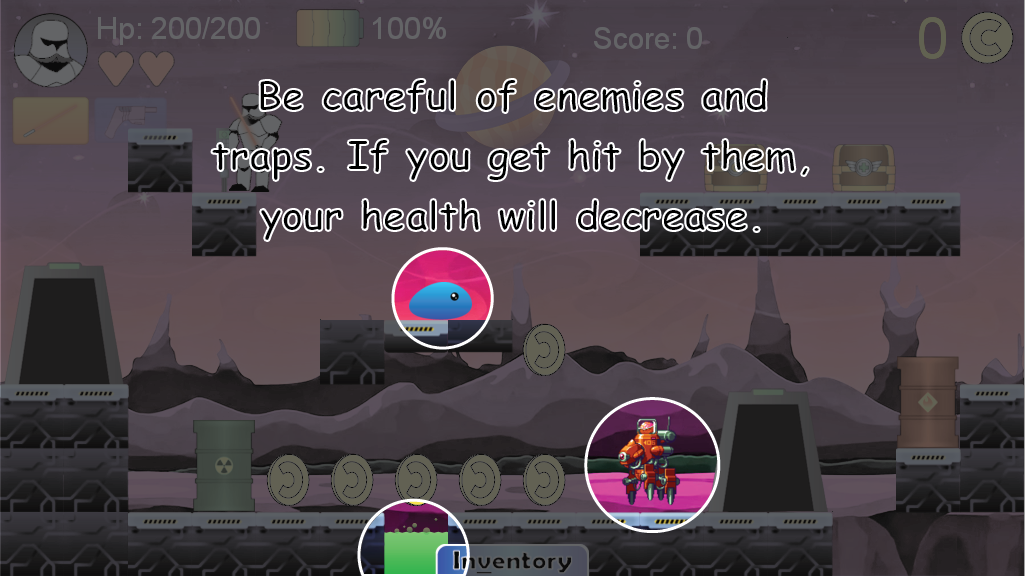 Hp: 200/200
100%
Score: 0
0
Be careful of enemies and
traps. If you get hit by them,
your health will decrease.
Inventory